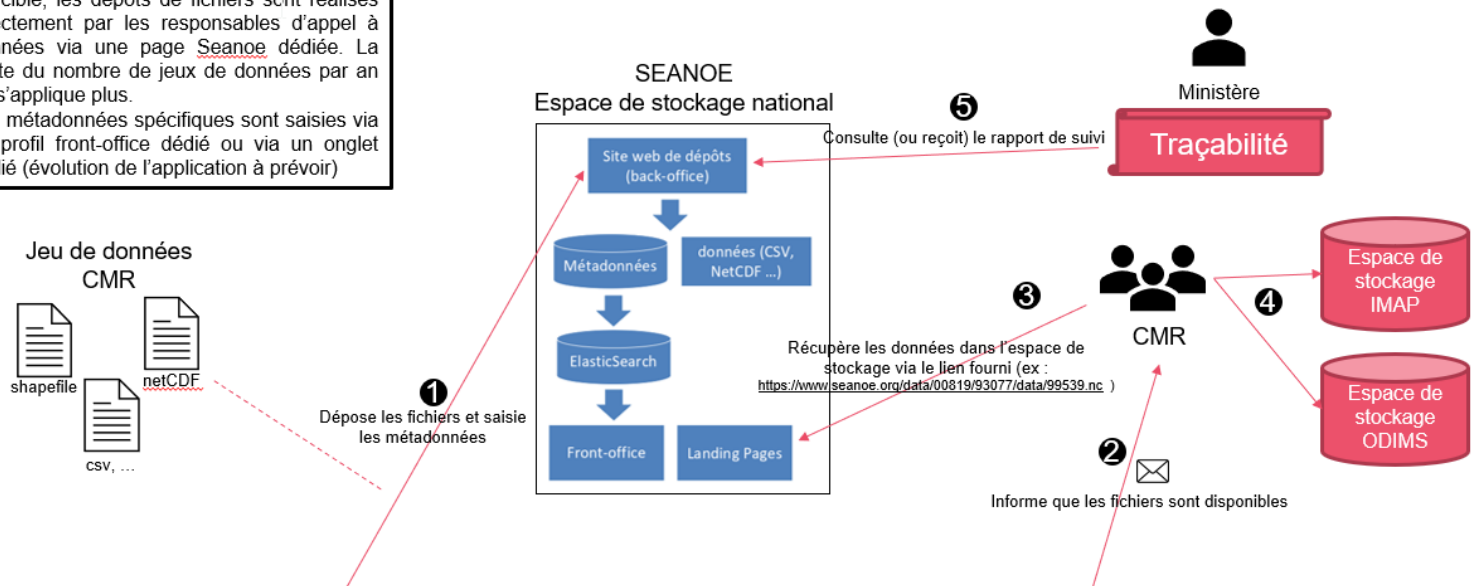 les dépôts de fichiers sont réalisés
par les responsables d'appel à
via une page Seanoe dédiée. La
du nombre de jeux de données par an
s'applique plus.
métadonnées spécifiques sont saisies via
profil front-office dédié ou via un onglet
(évolution de l'application à prévoir)
Jeu de données
CMR
shapefile
netCDF
csv, ...
1
Dépose les fichiers et saisie
les métadonnées
SEANOE
Espace de stockage national
Site web de dépôts
(back-office)
Métadonnées
données (CSV,
NetCDF ...)
ElasticSearch
Front-office
Landing Pages
5
Consulte (ou reçoit) le rapport de suivi
Ministère
Traçabilité
3
Récupère les données dans l'espace de
stockage via le lien fourni (ex :
https://www.seanoe.org/data/00819/93077/data/99539.nc )
CMR
4
Espace de
stockage
IMAP
Espace de
stockage
ODIMS
2
Informe que les fichiers sont disponibles